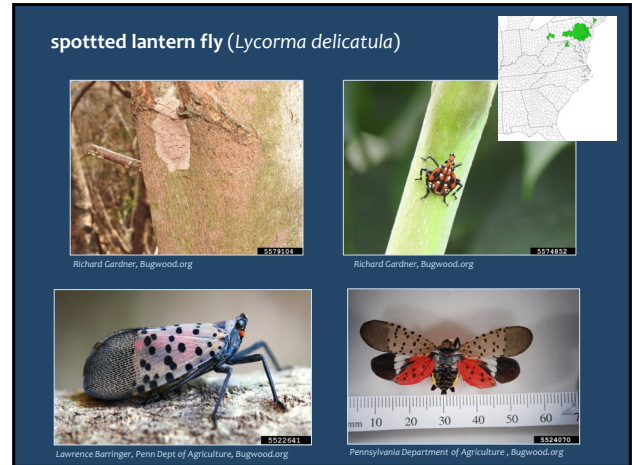 spottted lantern fly (Lycorma delicatula)
5579104
5574852
Richard Gardner, Bugwood.org
Richard Gardner, Bugwood.org
5522641
mm 10 20 30 40 50 60 7
5524070
Lawrence Barringer, Penn Dept of Agriculture, Bugwood.org
Pennsylvania Department of Agriculture , Bugwood.org